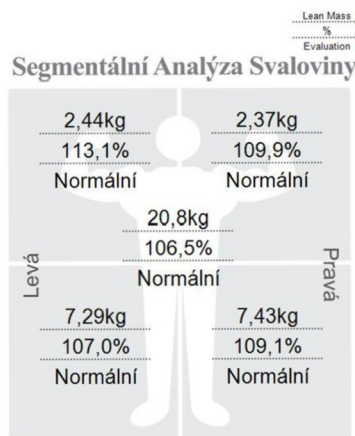 Lean Mass
%
Evaluation
Segmentální Analýza Svaloviny
2,44kg
113,1%
Normální
2,37kg
109,9%
Normální
20,8kg
106,5%
Normální
Levá
Pravá
7,29kg
107,0%
Normální
7,43kg
109,1%
Normální